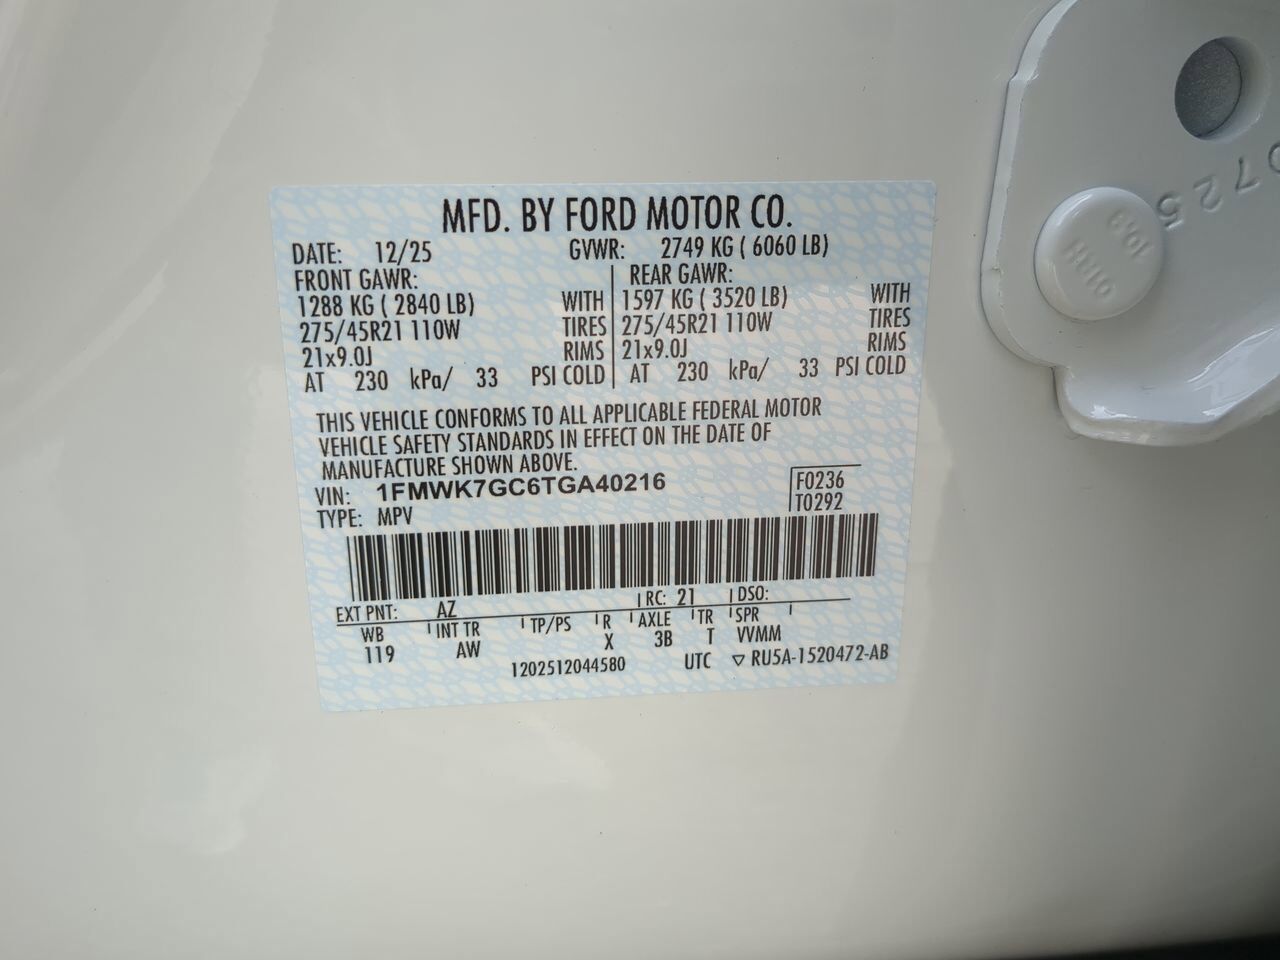 MFD. BY FORD MOTOR CO.
DATE: 12/25 GVWR: 2749 KG ( 6060 LB)
FRONT GAWR: REAR GAWR:
1288 KG ( 2840 LB) WITH 1597 KG ( 3520 LB) WITH
275/45R21 110W TIRES 275/45R21 110W TIRES
21x9.0J RIMS 21x9.0J RIMS
AT 230 kPa/ 33 PSI COLD AT 230 kPa/ 33 PSI COLD
THIS VEHICLE CONFORMS TO ALL APPLICABLE FEDERAL MOTOR
VEHICLE SAFETY STANDARDS IN EFFECT ON THE DATE OF
MANUFACTURE SHOWN ABOVE.
VIN: 1FMWK7GC6TGA40216 F0236
TYPE: MPV T0292
EXT PNT: AZ RC: 21 DSO:
WB INT TR TP/PS R AXLE TR SPR
119 AW X 3B T VVMM
1202512044580 UTC ▽ RU5A-1520472-AB
0725
10.9